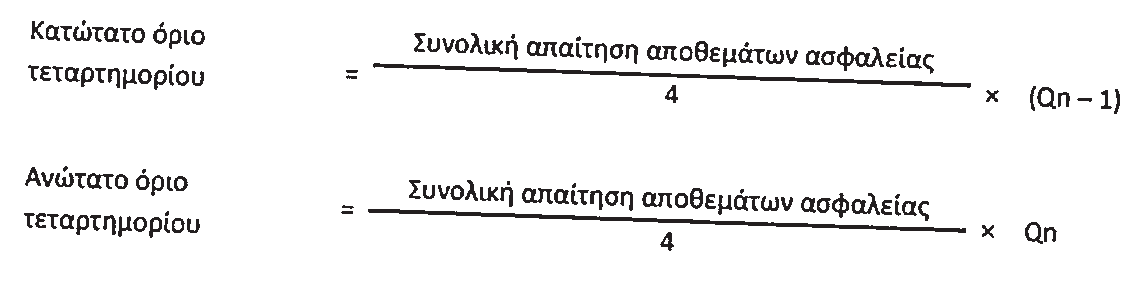 Κατώτατο όριο
τεταρτημορίου
=
Συνολική απαίτηση αποθεμάτων ασφαλείας
4
× (Qn – 1)
Ανώτατο όριο
τεταρτημορίου
=
Συνολική απαίτηση αποθεμάτων ασφαλείας
4
× Qn